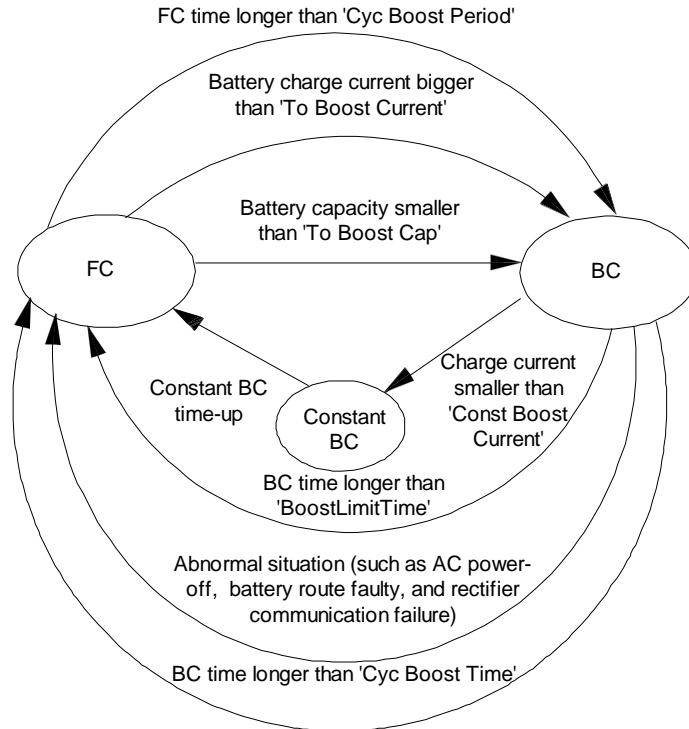 FC time longer than 'Cyc Boost Period'
Battery charge current bigger
than 'To Boost Current'
Battery capacity smaller
than 'To Boost Cap'
FC
BC
Constant BC
time-up
Constant
BC
Charge current
smaller than
'Const Boost
Current'
BC time longer than
'BoostLimitTime'
Abnormal situation (such as AC power-
off, battery route faulty, and rectifier
communication failure)
BC time longer than 'Cyc Boost Time'